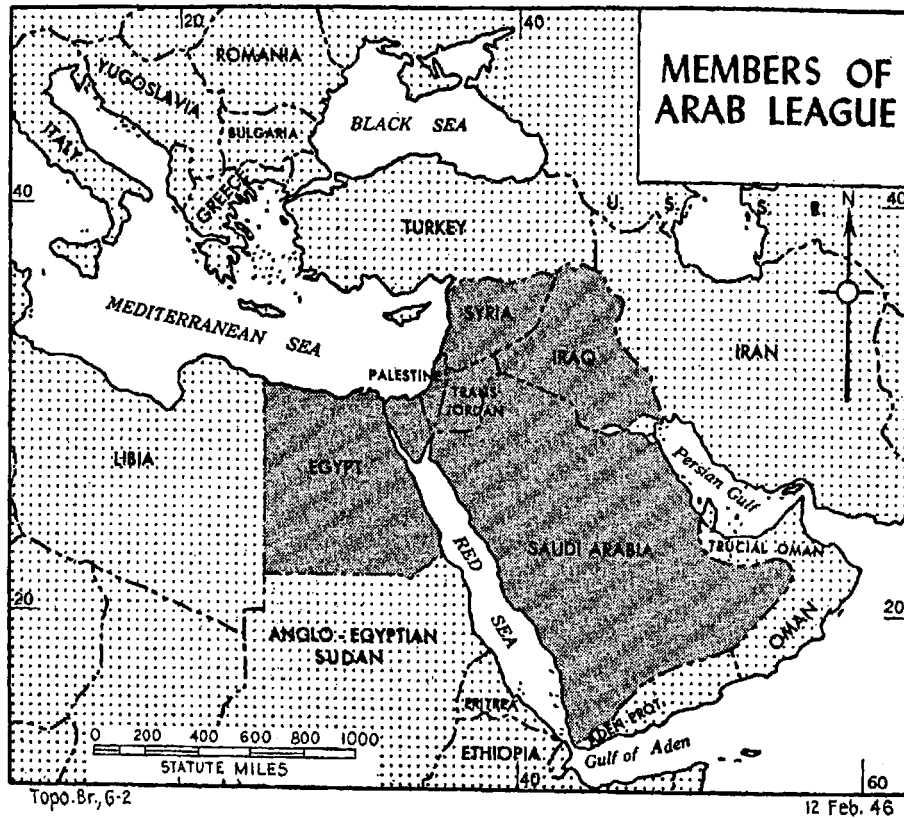 20
40
MEMBERS OF
ARAB LEAGUE
ROMANIA
YUGOSLAVIA
BULGARIA
BLACK SEA
ITALY
GREECE
40
U. S. S. R.
N
40
TURKEY
MEDITERRANEAN SEA
SYRIA
IRAQ
IRAN
PALESTINE
TRANS-
JORDAN
LIBIA
EGYPT
Persian Gulf
RED
SEA
SAUDI ARABIA
TRUCIAL OMAN
20
OMAN
20
ANGLO-EGYPTIAN
SUDAN
ERITREA
ADEN PROT.
ETHIOPIA
Gulf of Aden
0 200 400 600 800 1000
STATUTE MILES
40
60
Topo.Br., G-2
12 Feb. 46